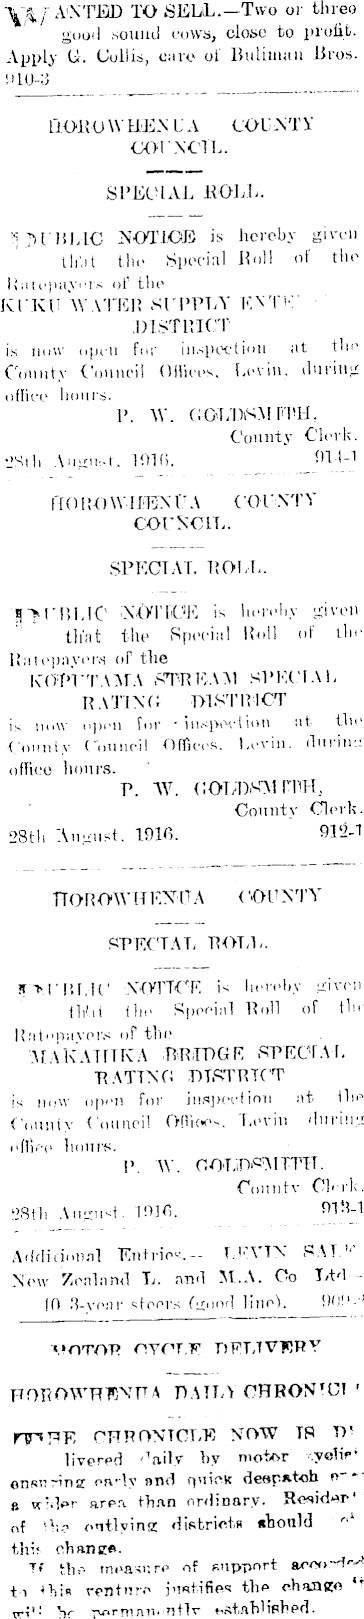 WANTED TO SELL.—Two or three
good sound cows, close to profit.
Apply G. Collis, care of Buliman Bros.
910-3
HOROWHENUA COUNTY
COUNCIL.
SPECIAL ROLL.
PUBLIC NOTICE is hereby given
that the Special Roll of the
Ratepayers of the
KUKU WATER SUPPLY
DISTRICT
is now open for inspection at the
County Council Offices, Levin, during
office hours.
P. W. GOLDSMITH,
County Clerk.
28th August, 1916. 914-1
HOROWHENUA COUNTY
COUNCIL.
SPECIAL ROLL.
PUBLIC NOTICE is hereby given
that the Special Roll of the
Ratepayers of the
KOPUTAMA STREAM SPECIAL
RATING DISTRICT
is now open for inspection at the
County Council Offices, Levin, during
office hours.
P. W. GOLDSMITH,
County Clerk.
28th August, 1916. 912-1
HOROWHENUA COUNTY
SPECIAL ROLL.
PUBLIC NOTICE is hereby given
that the Special Roll of the
Ratepayers of the
MAKAHIKA BRIDGE SPECIAL
RATING DISTRICT
is now open for inspection at the
County Council Offices, Levin during
office hours.
P. W. GOLDSMITH.
County Clerk.
28th August, 1916. 913-1
Additional Entries.— LEVIN SALE
New Zealand L. and M.A. Co Ltd—
40 3-year steers (good line).
MOTOR CYCLE DELIVERY
HOROWHENUA DAILY CHRONICLE
THE CHRONICLE NOW IS
livered daily by motor cyclist
ensuring early and quick despatch
a wider area than ordinary.
of the outlying districts should
this change.
If the measure of support accorded
to this venture justifies the change it
will be permanently established.